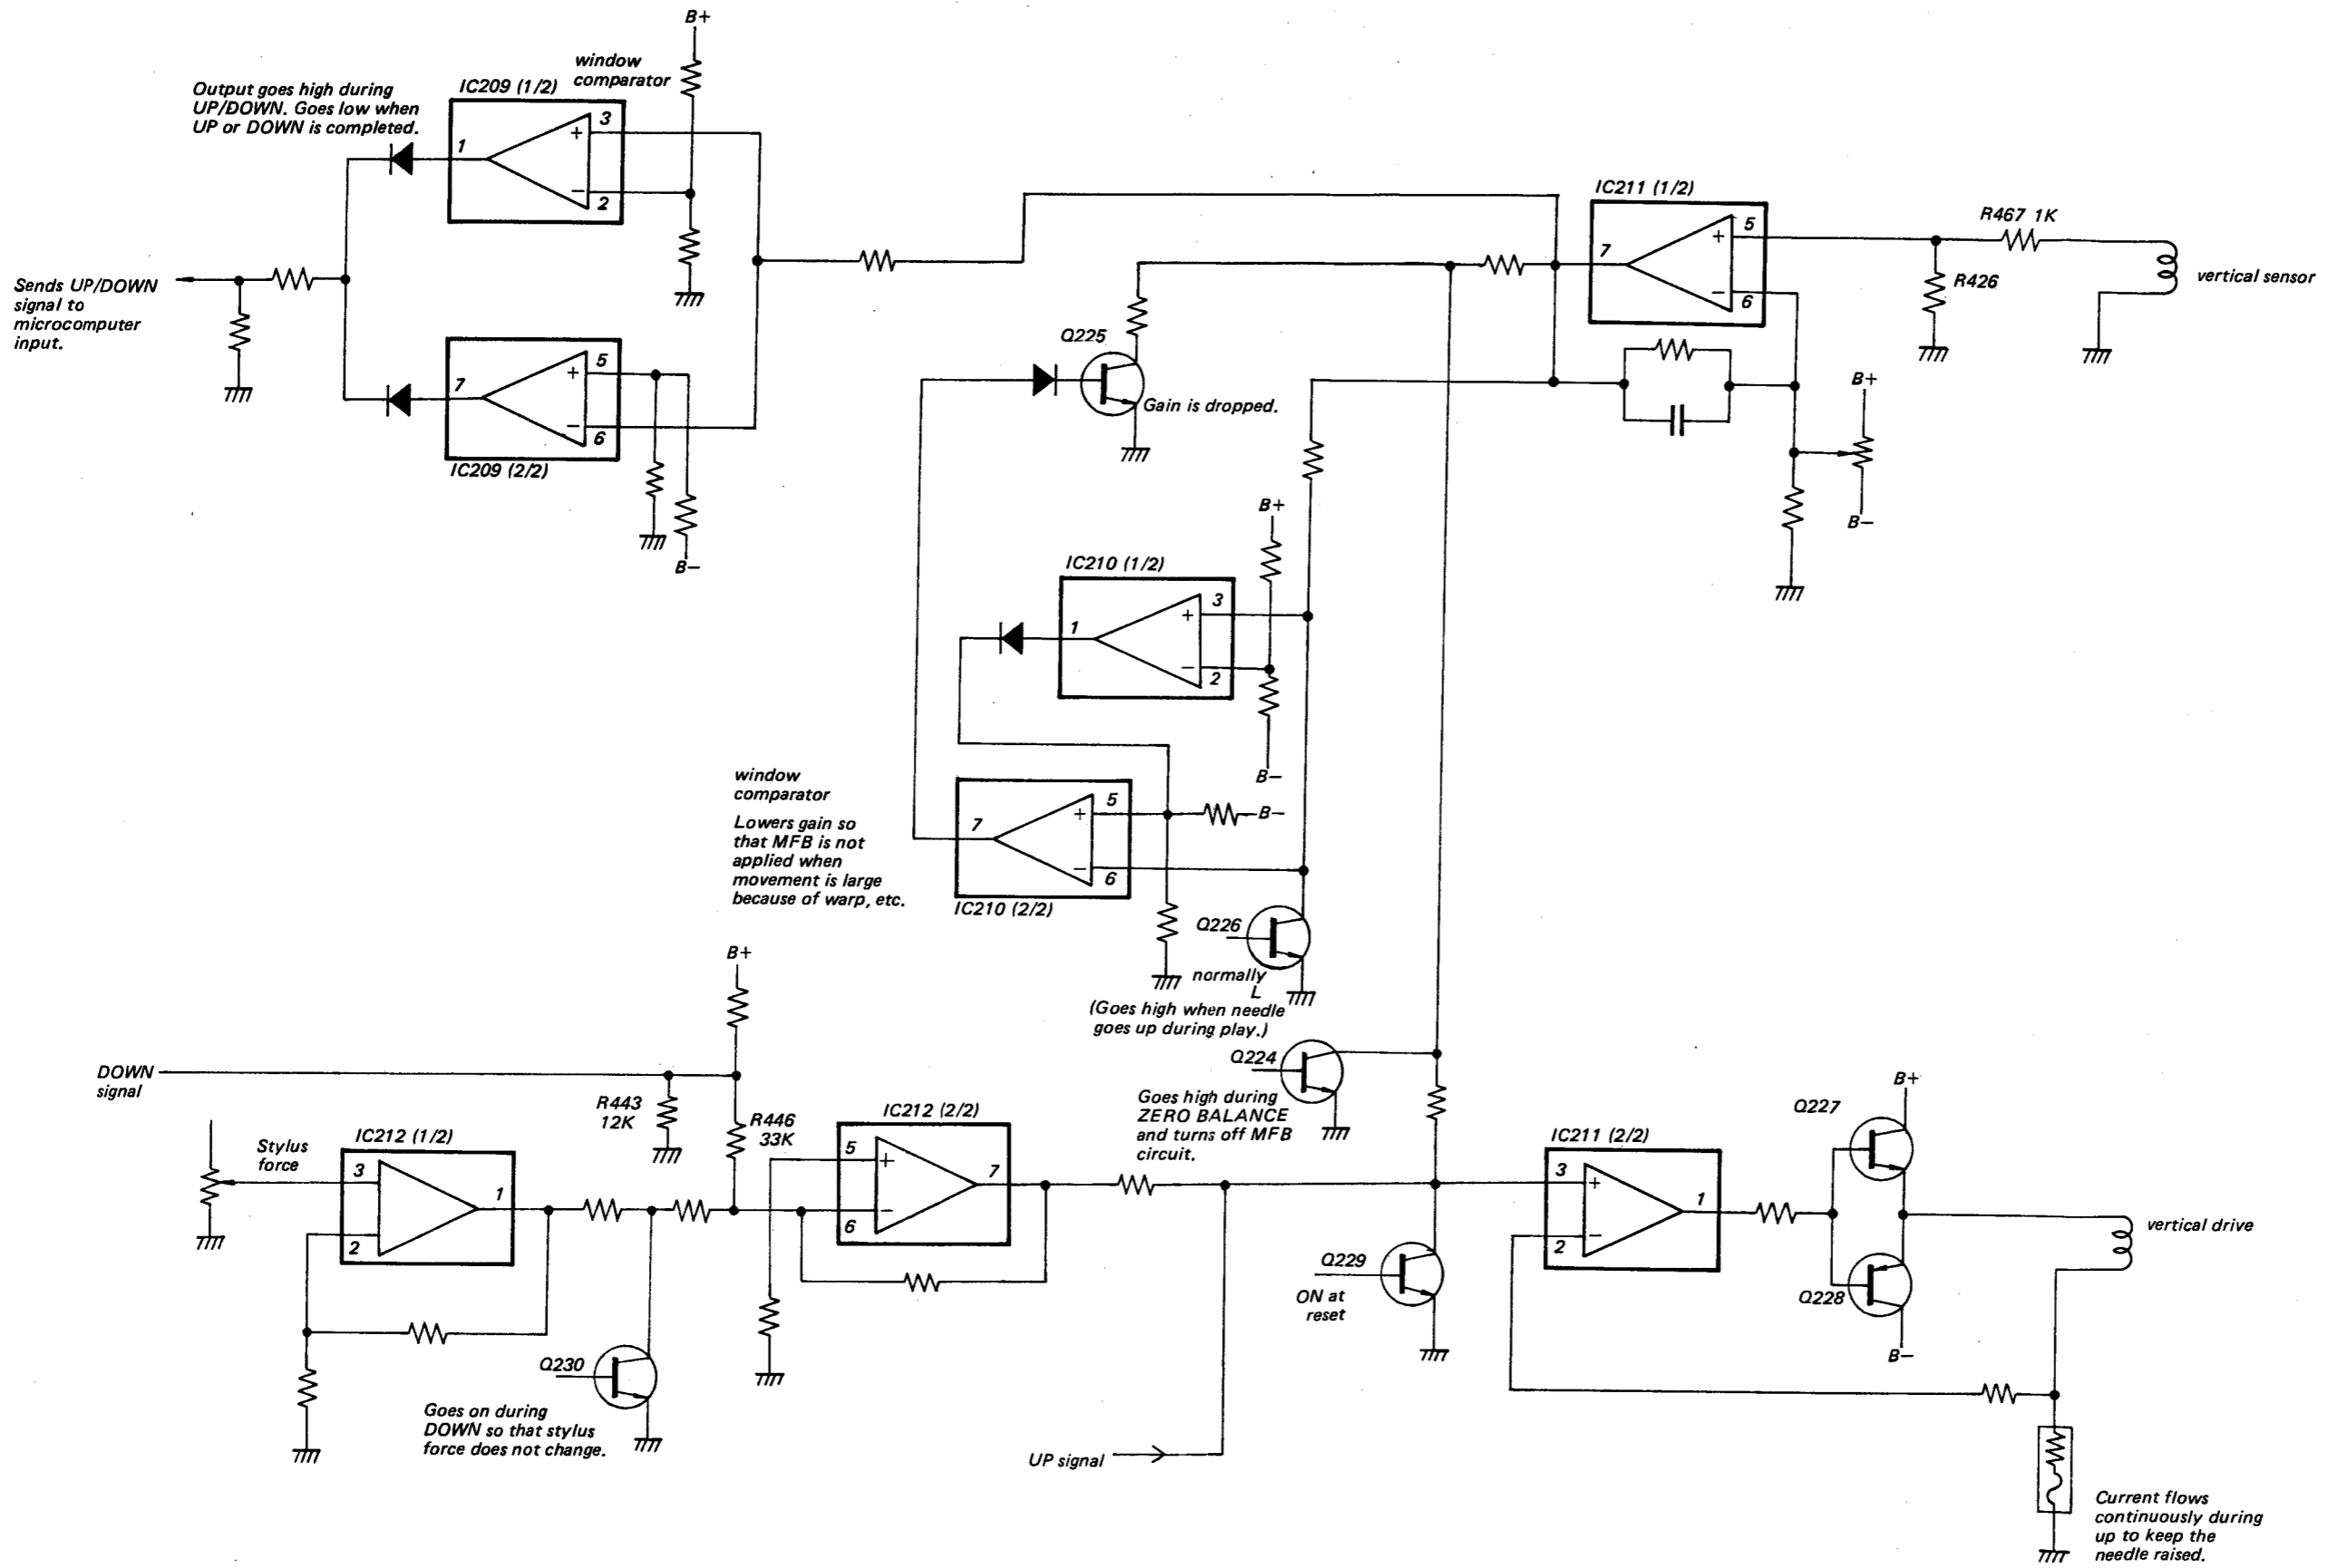 B+
window
comparator
IC209 (1/2)
Output goes high during
UP/DOWN. Goes low when
UP or DOWN is completed.
3
+
1
−
2
IC211 (1/2)
R467 1K
5
+
7
−
6
R426
vertical sensor
Sends UP/DOWN
signal to
microcomputer
input.
Q225
Gain is dropped.
5
+
7
−
6
IC209 (2/2)
B−
B+
B−
B+
IC210 (1/2)
3
+
1
−
2
B−
window
comparator
Lowers gain so
that MFB is not
applied when
movement is large
because of warp, etc.
5
+
7
−
6
B−
IC210 (2/2)
Q226
normally
L
(Goes high when needle
goes up during play.)
B+
DOWN
signal
R443
12K
R446
33K
Q224
Goes high during
ZERO BALANCE
and turns off MFB
circuit.
Stylus
force
IC212 (1/2)
3
1
2
IC212 (2/2)
5
+
7
−
6
IC211 (2/2)
3
+
1
−
2
B+
Q227
vertical drive
Q228
B−
Q229
ON at
reset
Q230
Goes on during
DOWN so that stylus
force does not change.
UP signal
Current flows
continuously during
up to keep the
needle raised.